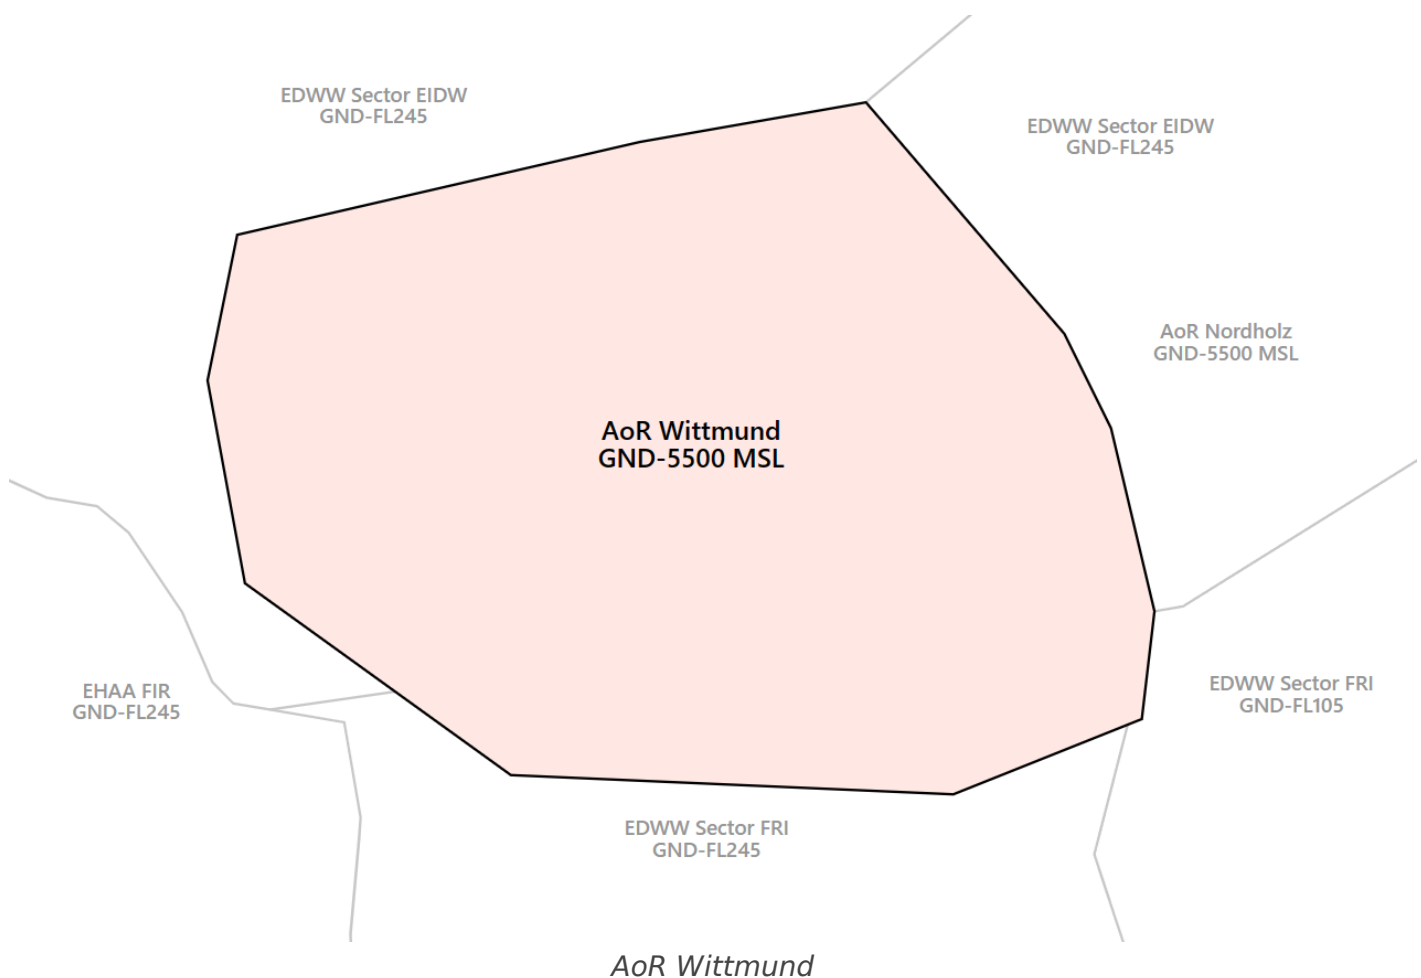 EDWW Sector EIDW
GND-FL245
EDWW Sector EIDW
GND-FL245
AoR Nordholz
GND-5500 MSL
AoR Wittmund
GND-5500 MSL
EHAA FIR
GND-FL245
EDWW Sector FRI
GND-FL105
EDWW Sector FRI
GND-FL245
AoR Wittmund